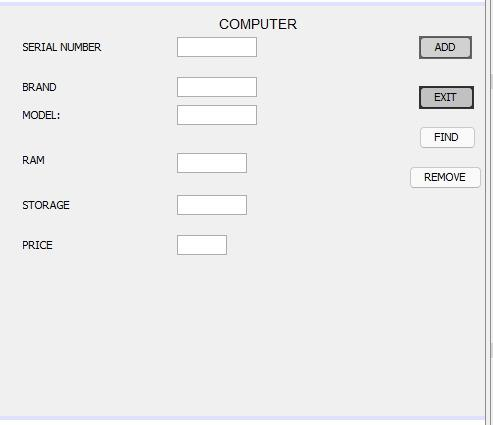 COMPUTER
SERIAL NUMBER
ADD
BRAND
EXIT
MODEL:
FIND
RAM
REMOVE
STORAGE
PRICE